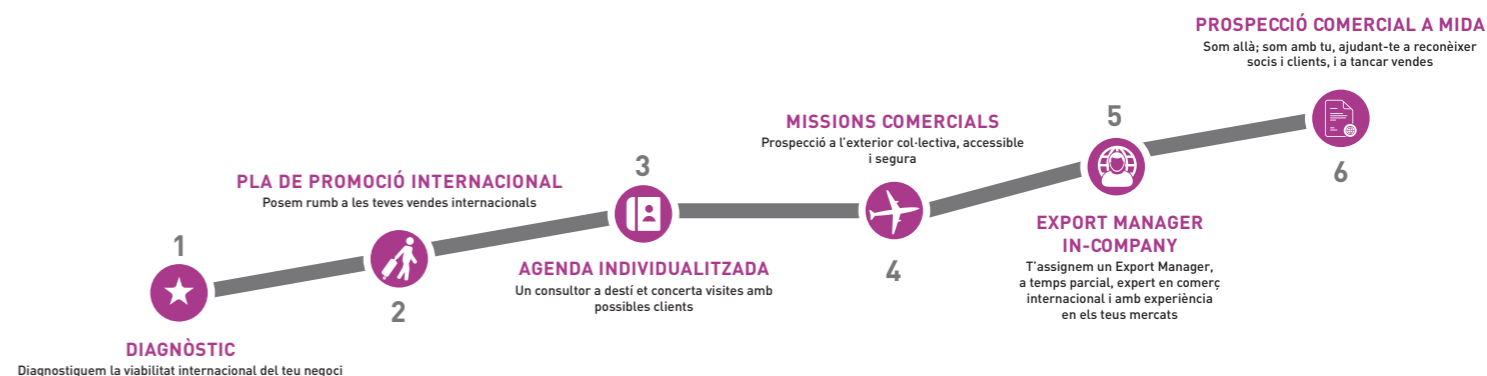 1
DIAGNÒSTIC
Diagnostiquem la viabilitat internacional del teu negoci
PLA DE PROMOCIÓ INTERNACIONAL
Posem rumb a les teves vendes internacionals
2
3
AGENDA INDIVIDUALITZADA
Un consultor a destí et concerta visites amb
possibles clients
MISSIONS COMERCIALS
Prospecció a l'exterior col·lectiva, accessible
i segura
4
5
EXPORT MANAGER
IN-COMPANY
T'assignem un Export Manager,
a temps parcial, expert en comerç
internacional i amb experiència
en els teus mercats
PROSPECCIÓ COMERCIAL A MIDA
Som allà; som amb tu, ajudant-te a reconèixer
socis i clients, i a tancar vendes
6